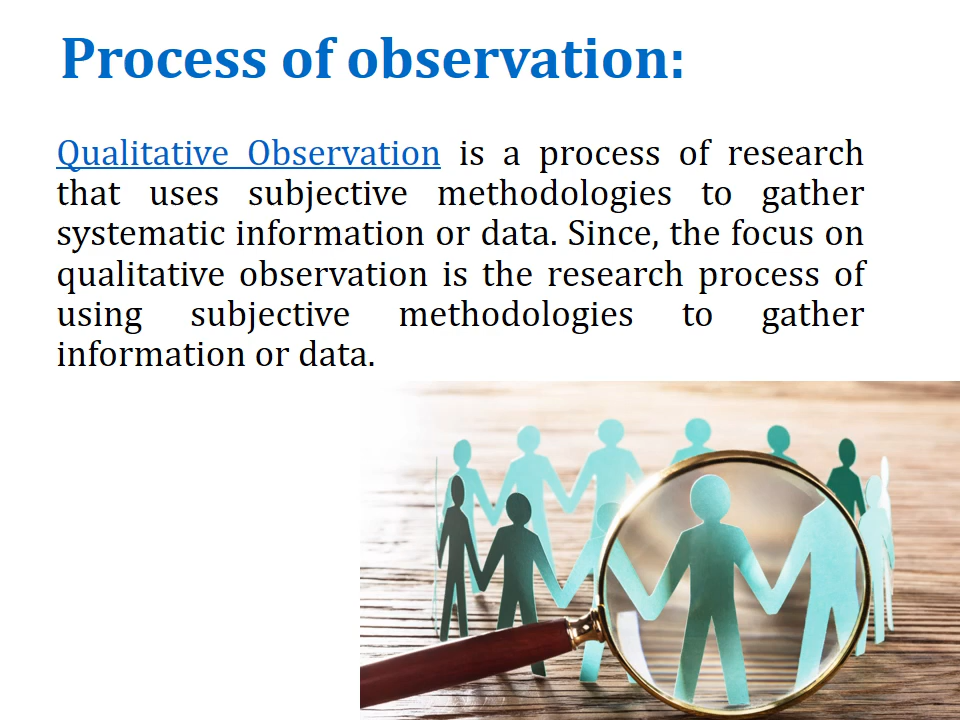 Process of observation:
Qualitative Observation is a process of research
that uses subjective methodologies to gather
systematic information or data. Since, the focus on
qualitative observation is the research process of
using subjective methodologies to gather
information or data.